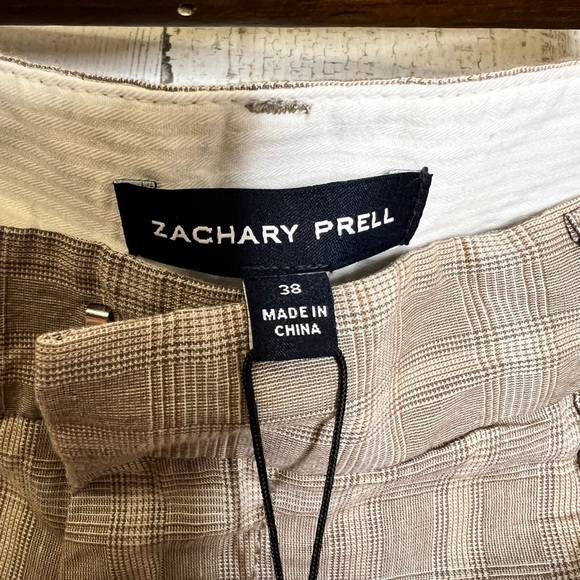 ZACHARY PRELL
38
MADE IN
CHINA